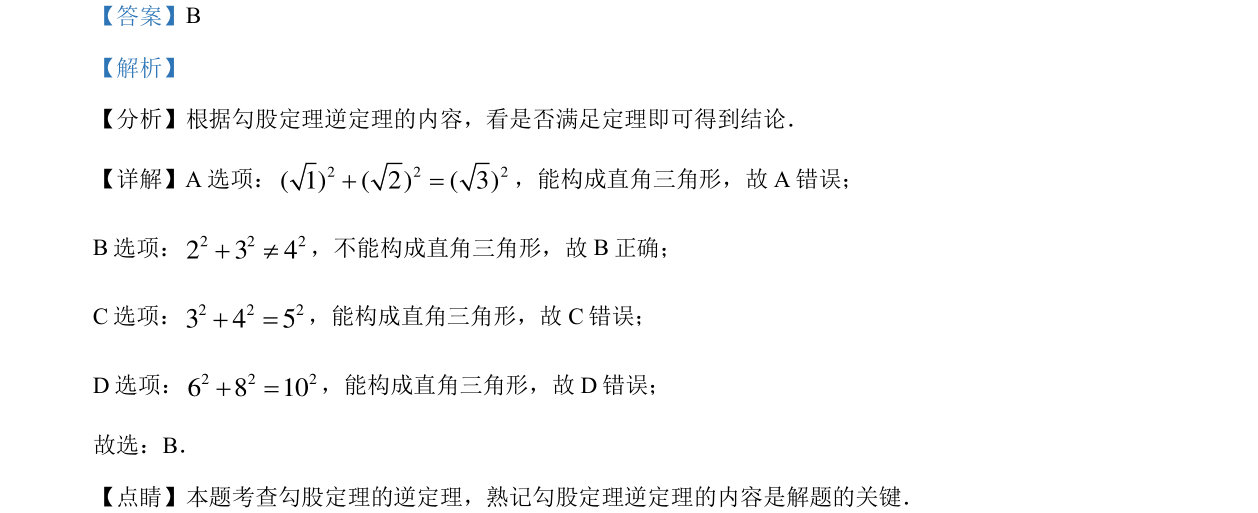 【答案】B
【解析】
【分析】根据勾股定理逆定理的内容，看是否满足定理即可得到结论．
【详解】A 选项：(√1)²+(√2)²=(√3)²，能构成直角三角形，故 A 错误；
B 选项：2²+3²≠4²，不能构成直角三角形，故 B 正确；
C 选项：3²+4²=5²，能构成直角三角形，故 C 错误；
D 选项：6²+8²=10²，能构成直角三角形，故 D 错误；
故选：B．
【点睛】本题考查勾股定理的逆定理，熟记勾股定理逆定理的内容是解题的关键．